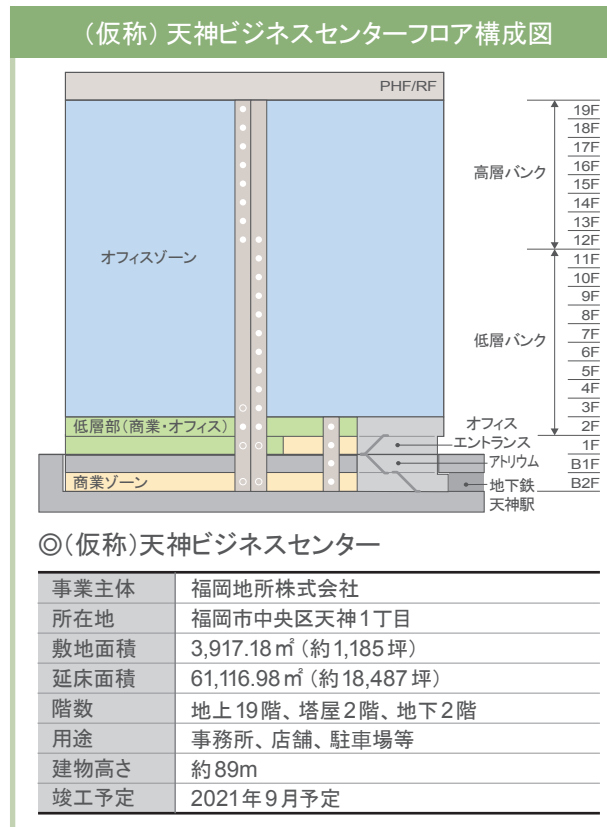 （仮称）天神ビジネスセンターフロア構成図
PHF/RF
19F
18F
17F
高層バンク
16F
15F
14F
13F
12F
オフィスゾーン
11F
10F
9F
8F
低層バンク
7F
6F
5F
4F
3F
低層部（商業・オフィス）
オフィス
エントランス
2F
1F
アトリウム
B1F
商業ゾーン
地下鉄
天神駅
B2F
◎（仮称）天神ビジネスセンター
事業主体 福岡地所株式会社
所在地 福岡市中央区天神1丁目
敷地面積 3,917.18㎡（約1,185坪）
延床面積 61,116.98㎡（約18,487坪）
階数 地上19階、塔屋2階、地下2階
用途 事務所、店舗、駐車場等
建物高さ 約89m
竣工予定 2021年9月予定